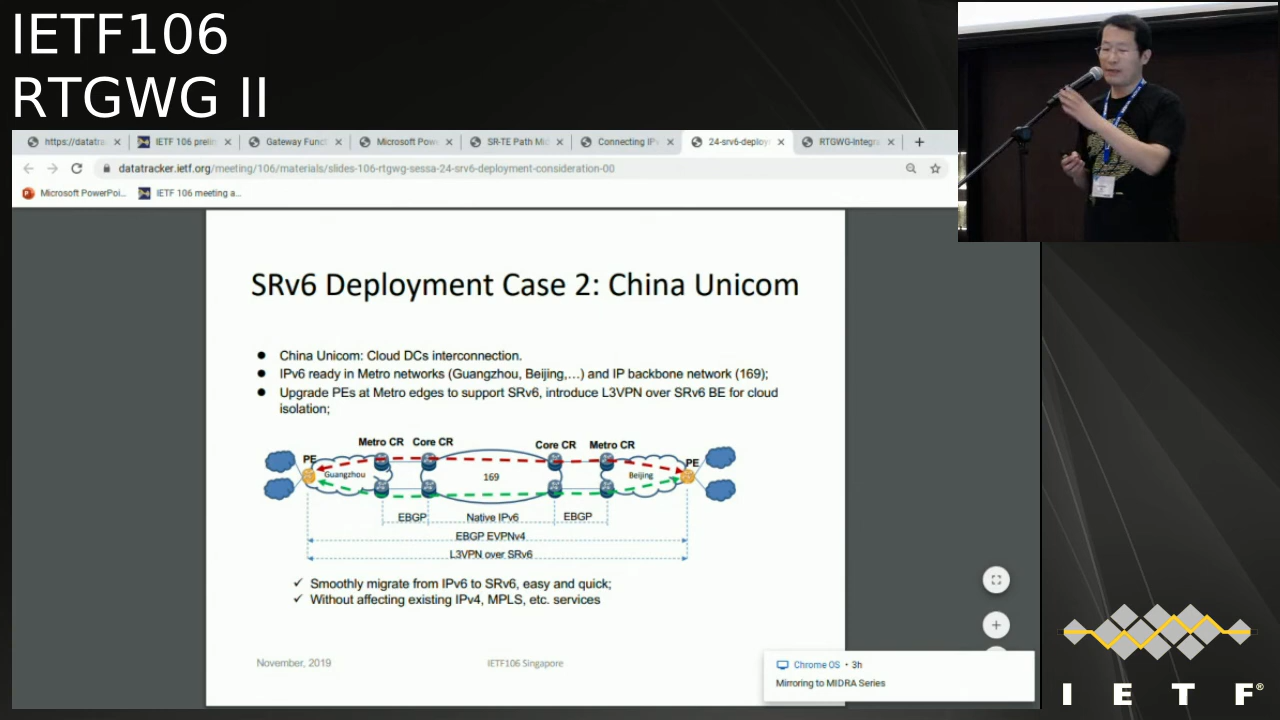 IETF106
RTGWG II
https://datatra
IETF 106 prelin
Gateway Funct
Microsoft Powe
SR-TE Path Mi
Connecting IPv
24-srv6-deploy
RTGWG-Integra
datatracker.ietf.org/meeting/106/materials/slides-106-rtgwg-sessa-24-srv6-deployment-consideration-00
Microsoft PowerPoi...
IETF 106 meeting a...
SRv6 Deployment Case 2: China Unicom
China Unicom: Cloud DCs interconnection.
IPv6 ready in Metro networks (Guangzhou, Beijing,...) and IP backbone network (169);
Upgrade PEs at Metro edges to support SRv6, introduce L3VPN over SRv6 BE for cloud
isolation;
Metro CR Core CR Core CR Metro CR
PE PE
Guangzhou 169 Beijing
EBGP Native IPv6 EBGP
EBGP EVPNv4
L3VPN over SRv6
✓ Smoothly migrate from IPv6 to SRv6, easy and quick;
✓ Without affecting existing IPv4, MPLS, etc. services
November, 2019
IETF106 Singapore
Chrome OS • 3h
Mirroring to MIDRA Series
I E T F®